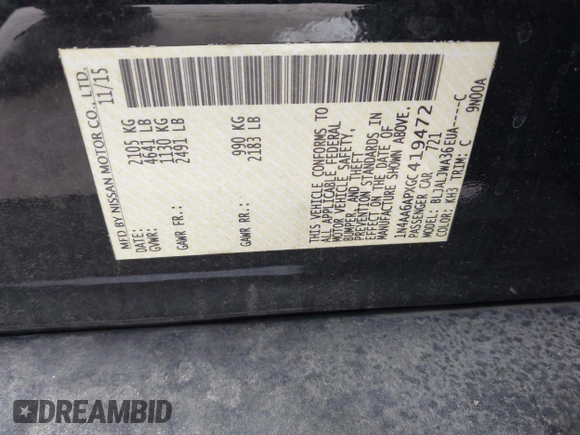 MFD BY NISSAN MOTOR CO., LTD.
DATE: 11/15
GVWR: 2105 KG
4641 LB
GAWR FR.: 1130 KG
2491 LB
GAWR RR.: 990 KG
2183 LB
THIS VEHICLE CONFORMS TO
ALL APPLICABLE FEDERAL
MOTOR VEHICLE SAFETY,
BUMPER, AND THEFT
PREVENTION STANDARDS IN
EFFECT ON THE DATE OF
MANUFACTURE SHOWN ABOVE.
1N4AA6APXGC419472
PASSENGER CAR 721
MODEL: BLJALJWA36EUA-----C
COLOR: KH3 TRIM: C 9N00A
DREAMBID